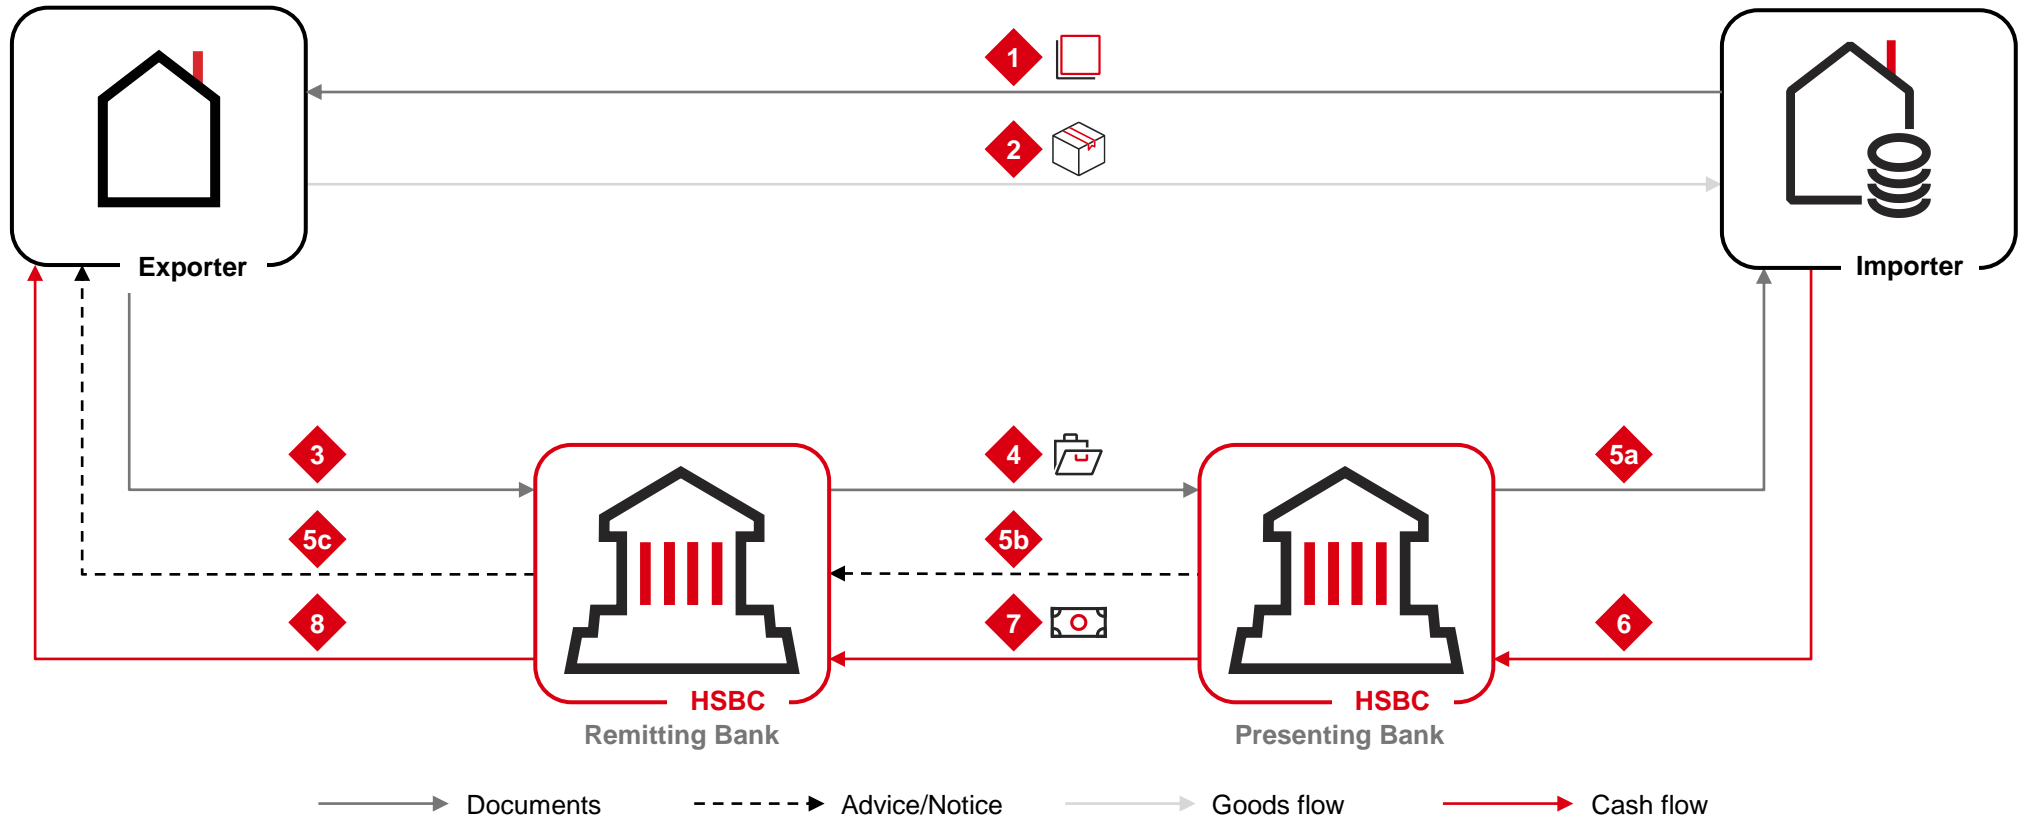 1
2
Exporter
Importer
3
4
5a
5c
5b
8
7
6
HSBC
Remitting Bank
HSBC
Presenting Bank
Documents
Advice/Notice
Goods flow
Cash flow